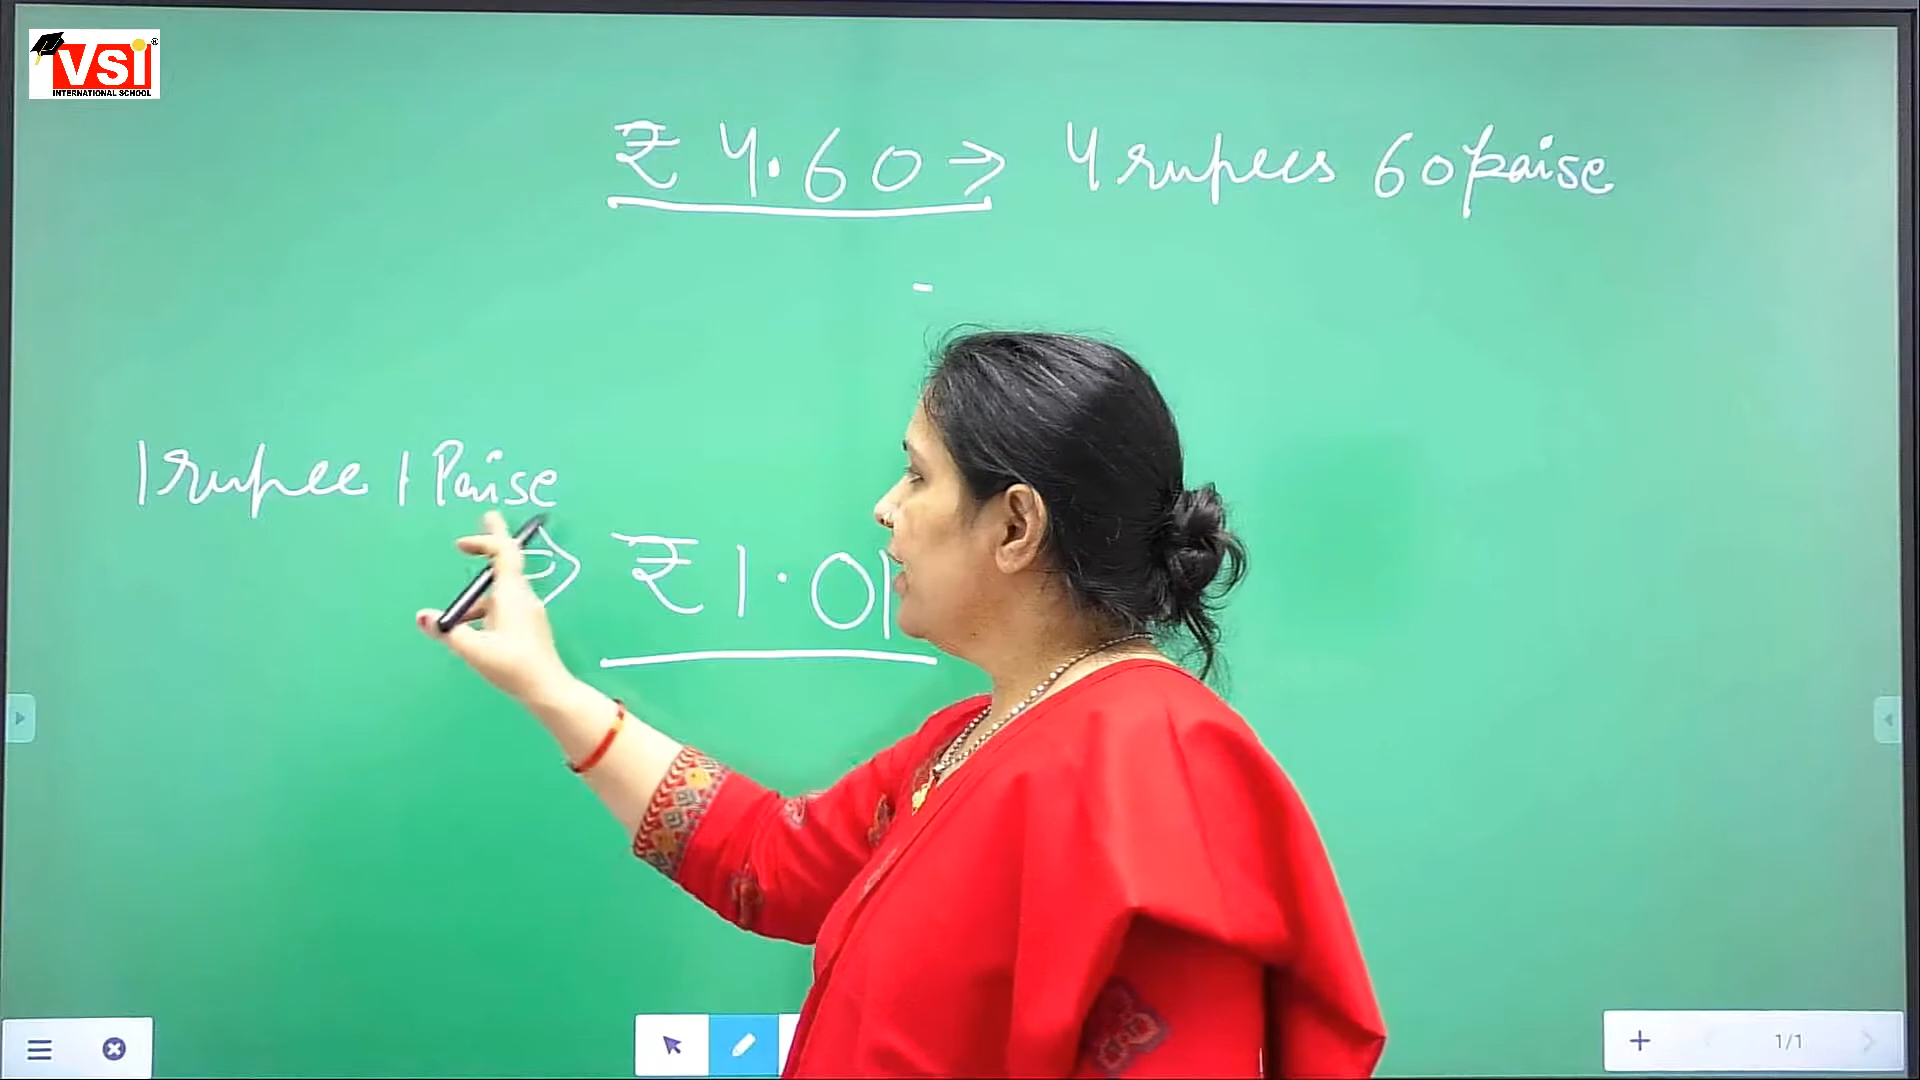 VSI
INTERNATIONAL SCHOOL
₹ 4.60 → 4 rupees 60 paise
-
1 rupee 1 Paise
⇒ ₹ 1.01
1/1